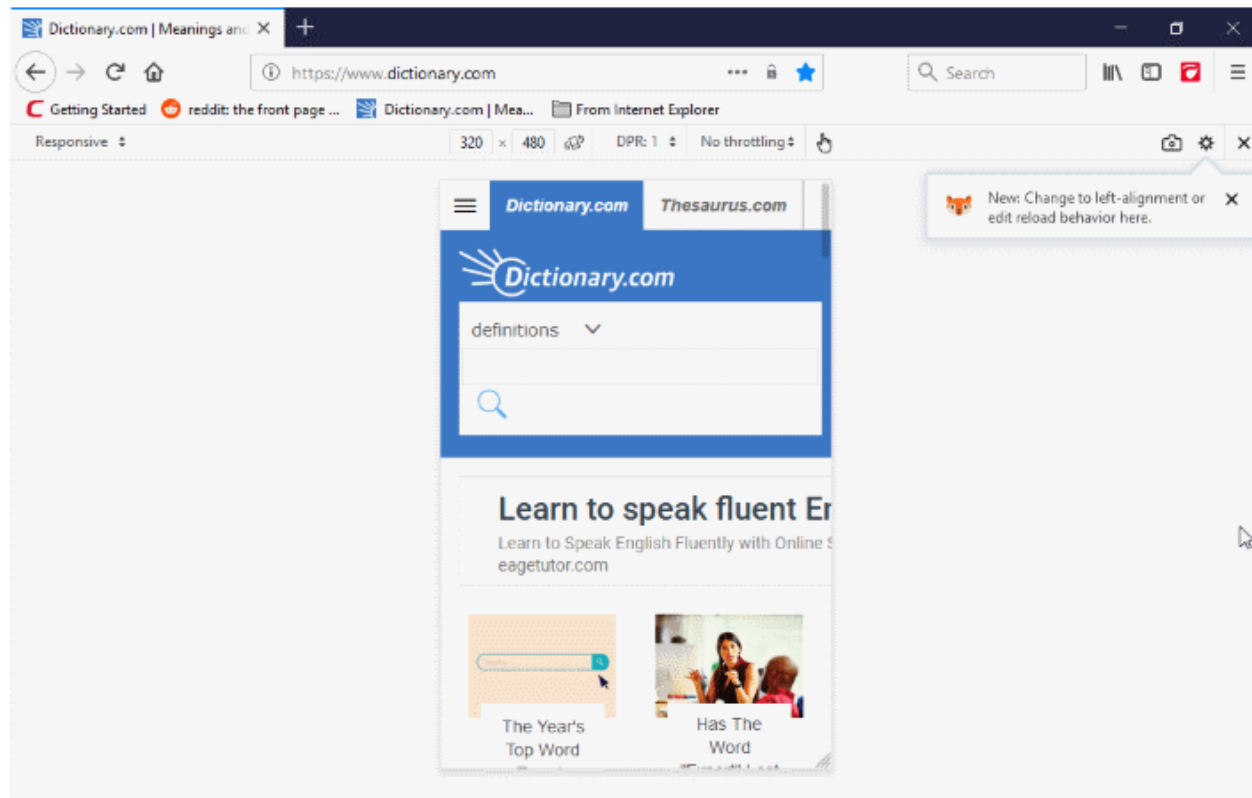 Dictionary.com | Meanings and
https://www.dictionary.com
Search
Getting Started reddit: the front page ... Dictionary.com | Mea... From Internet Explorer
Responsive 320 × 480 DPR: 1 No throttling
New: Change to left-alignment or
edit reload behavior here.
Dictionary.com Thesaurus.com
Dictionary.com
definitions
Learn to speak fluent En
Learn to Speak English Fluently with Online S
eagetutor.com
The Year's
Top Word
Has The
Word